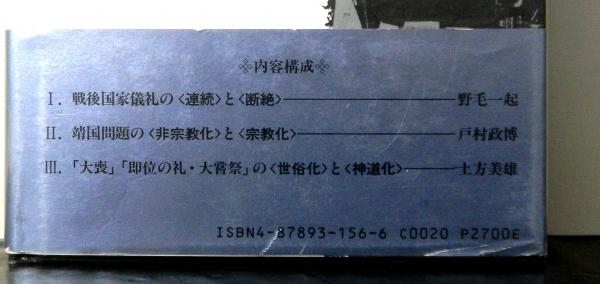 ※内容構成※
I. 戦後国家儀礼の〈連続〉と〈断絶〉――野毛一起
II. 靖国問題の〈非宗教化〉と〈宗教化〉――戸村政博
III. 「大喪」「即位の礼・大嘗祭」の〈世俗化〉と〈神道化〉――土方美雄
ISBN4-87893-156-6 C0020 P2700E